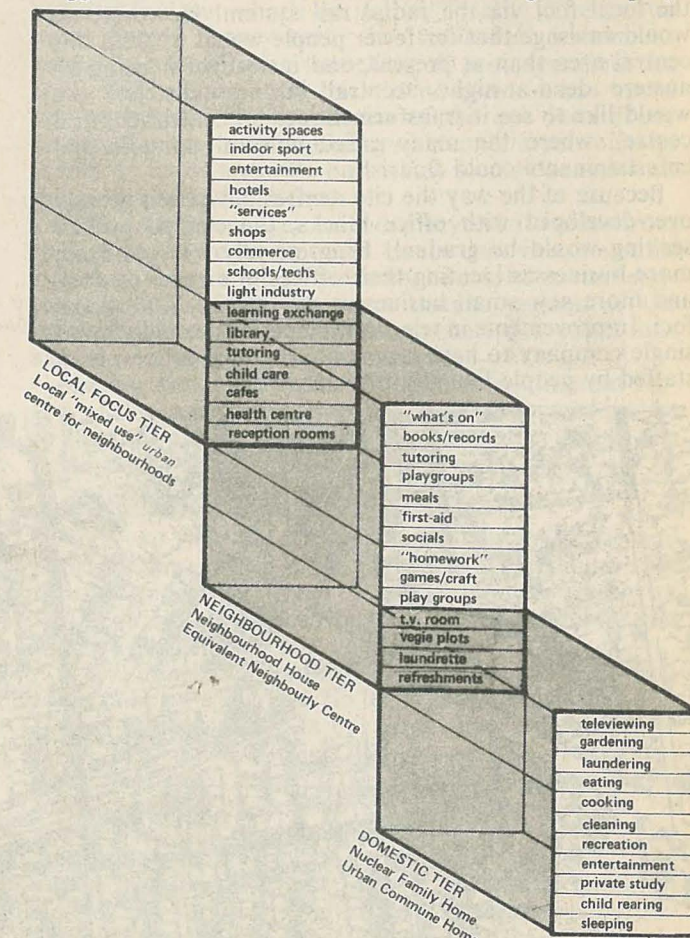 activity spaces
indoor sport
entertainment
hotels
"services"
shops
commerce
schools/techs
light industry
learning exchange
library
tutoring
child care
cafes
health centre
reception rooms
LOCAL FOCUS TIER
Local "mixed use" urban
centre for neighbourhoods
"what's on"
books/records
tutoring
playgroups
meals
first-aid
socials
"homework"
games/craft
play groups
t.v. room
vegie plots
laundrette
refreshments
NEIGHBOURHOOD TIER
Neighbourhood House
Equivalent Neighbourly Centre
televiewing
gardening
laundering
eating
cooking
cleaning
recreation
entertainment
private study
child rearing
sleeping
DOMESTIC TIER
Nuclear Family Home
Urban Commune Hom